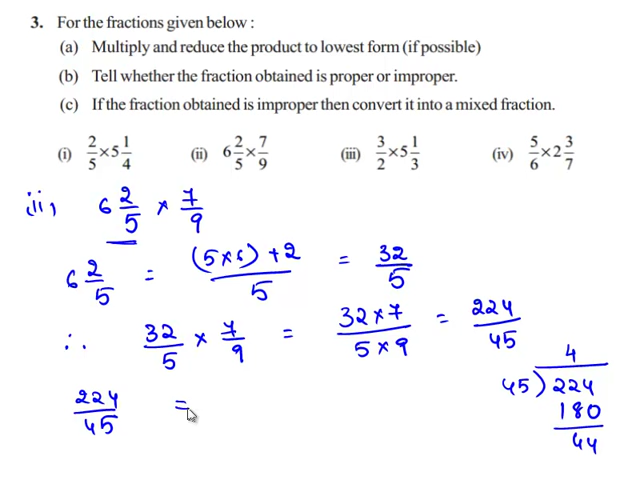 3. For the fractions given below :
(a) Multiply and reduce the product to lowest form (if possible)
(b) Tell whether the fraction obtained is proper or improper.
(c) If the fraction obtained is improper then convert it into a mixed fraction.
(i) 2/5 × 5 1/4 (ii) 6 2/5 × 7/9 (iii) 3/2 × 5 1/3 (iv) 5/6 × 2 3/7
ii, 6 2/5 × 7/9
6 2/5 = (5×6)+2/5 = 32/5
∴ 32/5 × 7/9 = 32×7/5×9 = 224/45
224/45 =
4
45)224
180
44